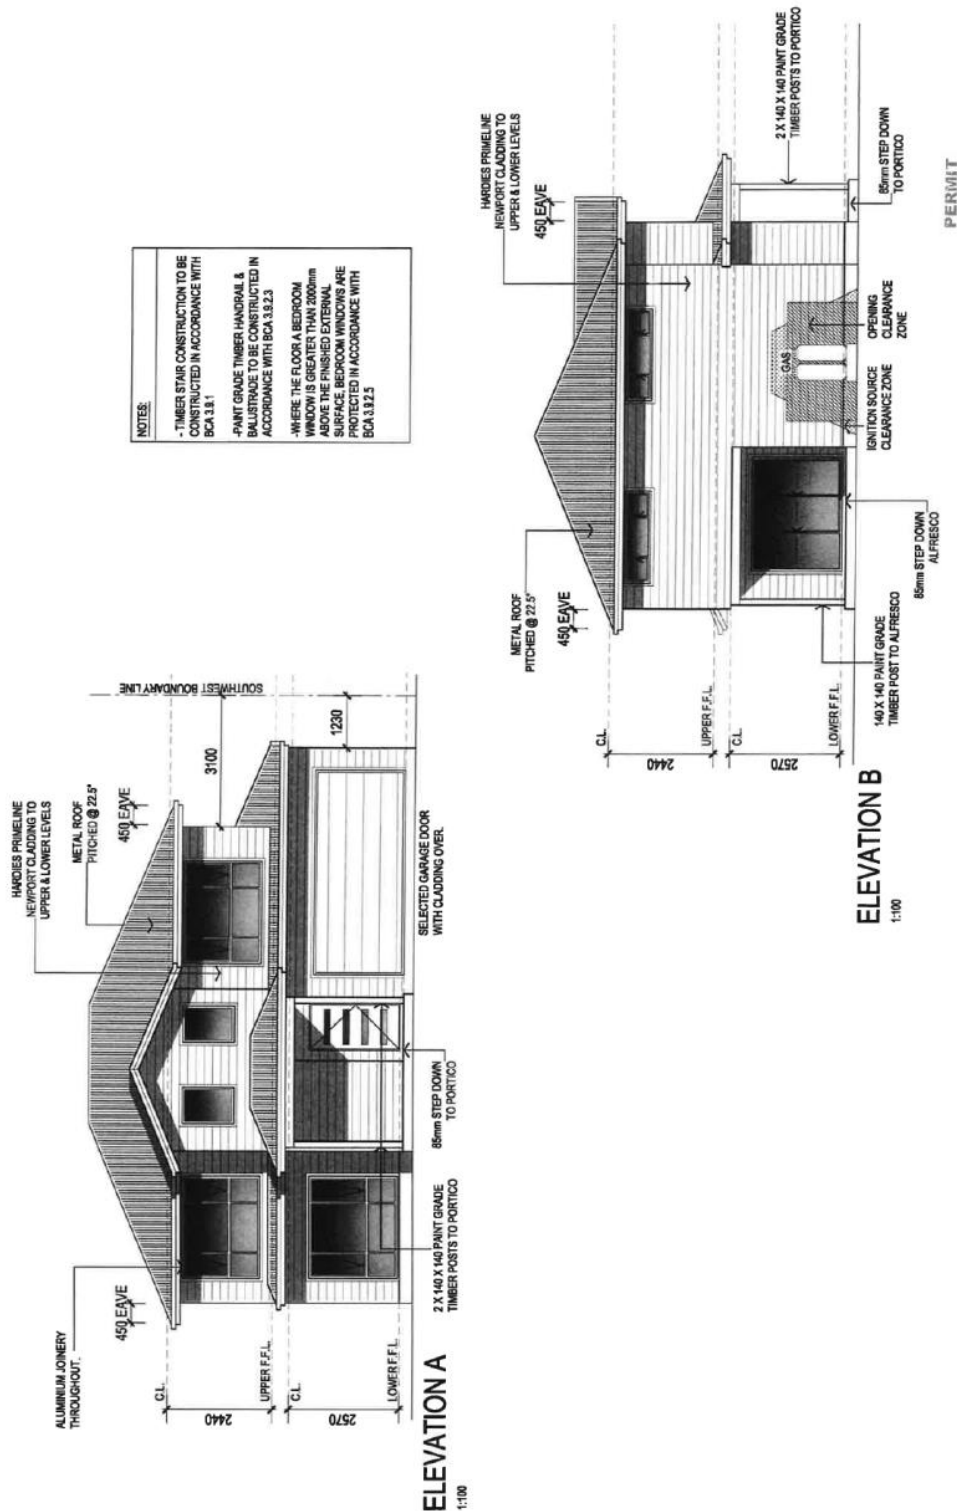 NOTES:
- TIMBER STAIR CONSTRUCTION TO BE
CONSTRUCTED IN ACCORDANCE WITH
BCA 3.9.1
-PAINT GRADE TIMBER HANDRAIL &
BALUSTRADE TO BE CONSTRUCTED IN
ACCORDANCE WITH BCA 3.9.2.3
-WHERE THE FLOOR A BEDROOM
WINDOW IS GREATER THAN 2000mm
ABOVE THE FINISHED EXTERNAL
SURFACE, BEDROOM WINDOWS ARE
PROTECTED IN ACCORDANCE WITH
BCA 3.9.2.5
ALUMINIUM JOINERY
THROUGHOUT.
HARDIES PRIMELINE
NEWPORT CLADDING TO
UPPER & LOWER LEVELS
METAL ROOF
PITCHED @ 22.5°
450 EAVE
450 EAVE
3100
1230
SOUTHWEST BOUNDARY LINE
C.L.
2440
UPPER F.F.L.
C.L.
2570
LOWER F.F.L.
2 X 140 X 140 PAINT GRADE
TIMBER POSTS TO PORTICO
85mm STEP DOWN
TO PORTICO
SELECTED GARAGE DOOR
WITH CLADDING OVER.
ELEVATION A
1:100
METAL ROOF
PITCHED @ 22.5°
450 EAVE
450 EAVE
HARDIES PRIMELINE
NEWPORT CLADDING TO
UPPER & LOWER LEVELS
2 X 140 X 140 PAINT GRADE
TIMBER POSTS TO PORTICO
C.L.
2440
UPPER F.F.L.
C.L.
2570
LOWER F.F.L.
GAS
140 X 140 PAINT GRADE
TIMBER POST TO ALFRESCO
85mm STEP DOWN
ALFRESCO
IGNITION SOURCE
CLEARANCE ZONE
OPENING
CLEARANCE
ZONE
85mm STEP DOWN
TO PORTICO
ELEVATION B
1:100
PERMIT